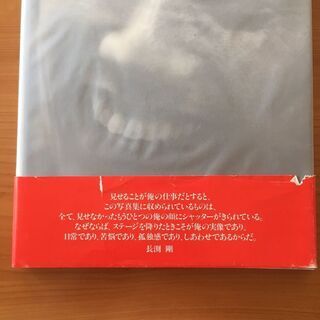 見せることが俺の仕事だとすると、
この写真集に収められているものは、
全て、見せなかったもうひとつの俺の顔にシャッターがきられている。
なぜならば、ステージを降りたときこそが俺の実像であり、
日常であり、苦悩であり、孤独感であり、しあわせであるからだ。
長渕 剛